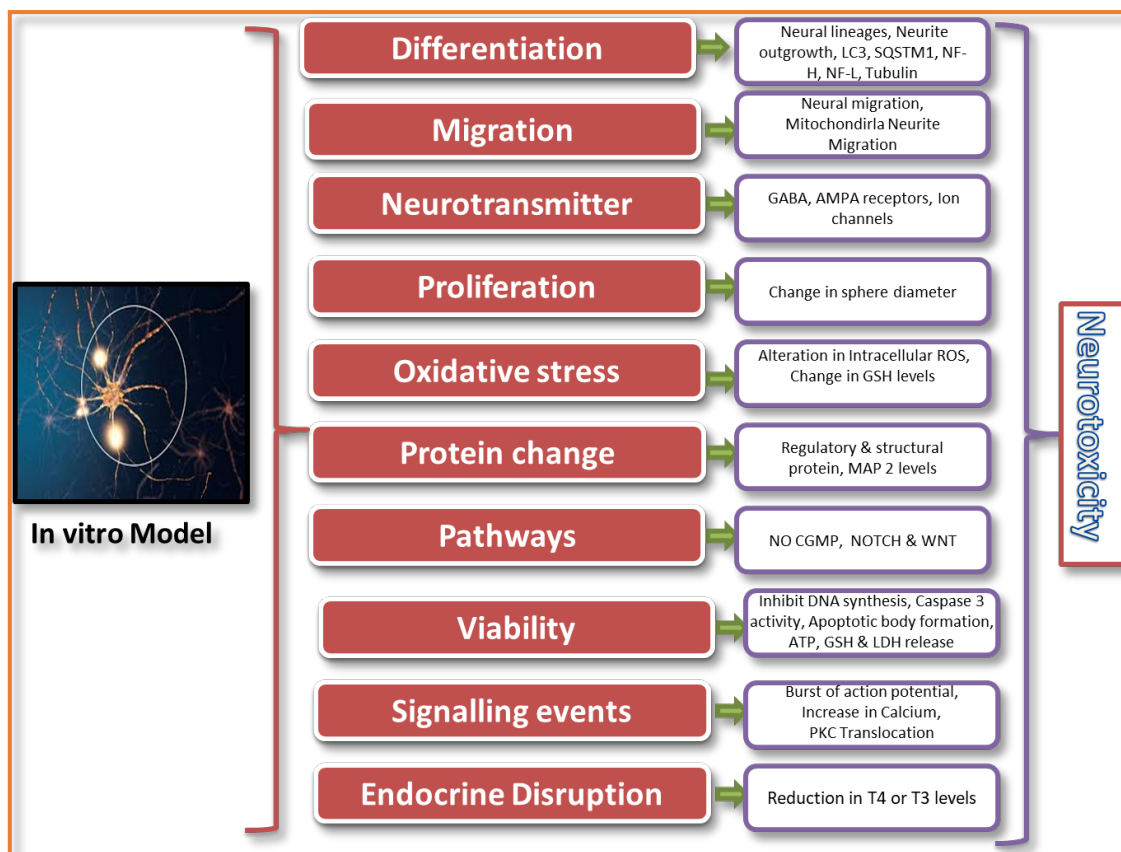 Differentiation
Neural lineages, Neurite
outgrowth, LC3, SQSTM1, NF-
H, NF-L, Tubulin
Migration
Neural migration,
Mitochondirla Neurite
Migration
Neurotransmitter
GABA, AMPA receptors, Ion
channels
Proliferation
Change in sphere diameter
Oxidative stress
Alteration in Intracellular ROS,
Change in GSH levels
Protein change
Regulatory & structural
protein, MAP 2 levels
Pathways
NO CGMP, NOTCH & WNT
Viability
Inhibit DNA synthesis, Caspase 3
activity, Apoptotic body formation,
ATP, GSH & LDH release
Signalling events
Burst of action potential,
Increase in Calcium,
PKC Translocation
Endocrine Disruption
Reduction in T4 or T3 levels
In vitro Model
Neurotoxicity